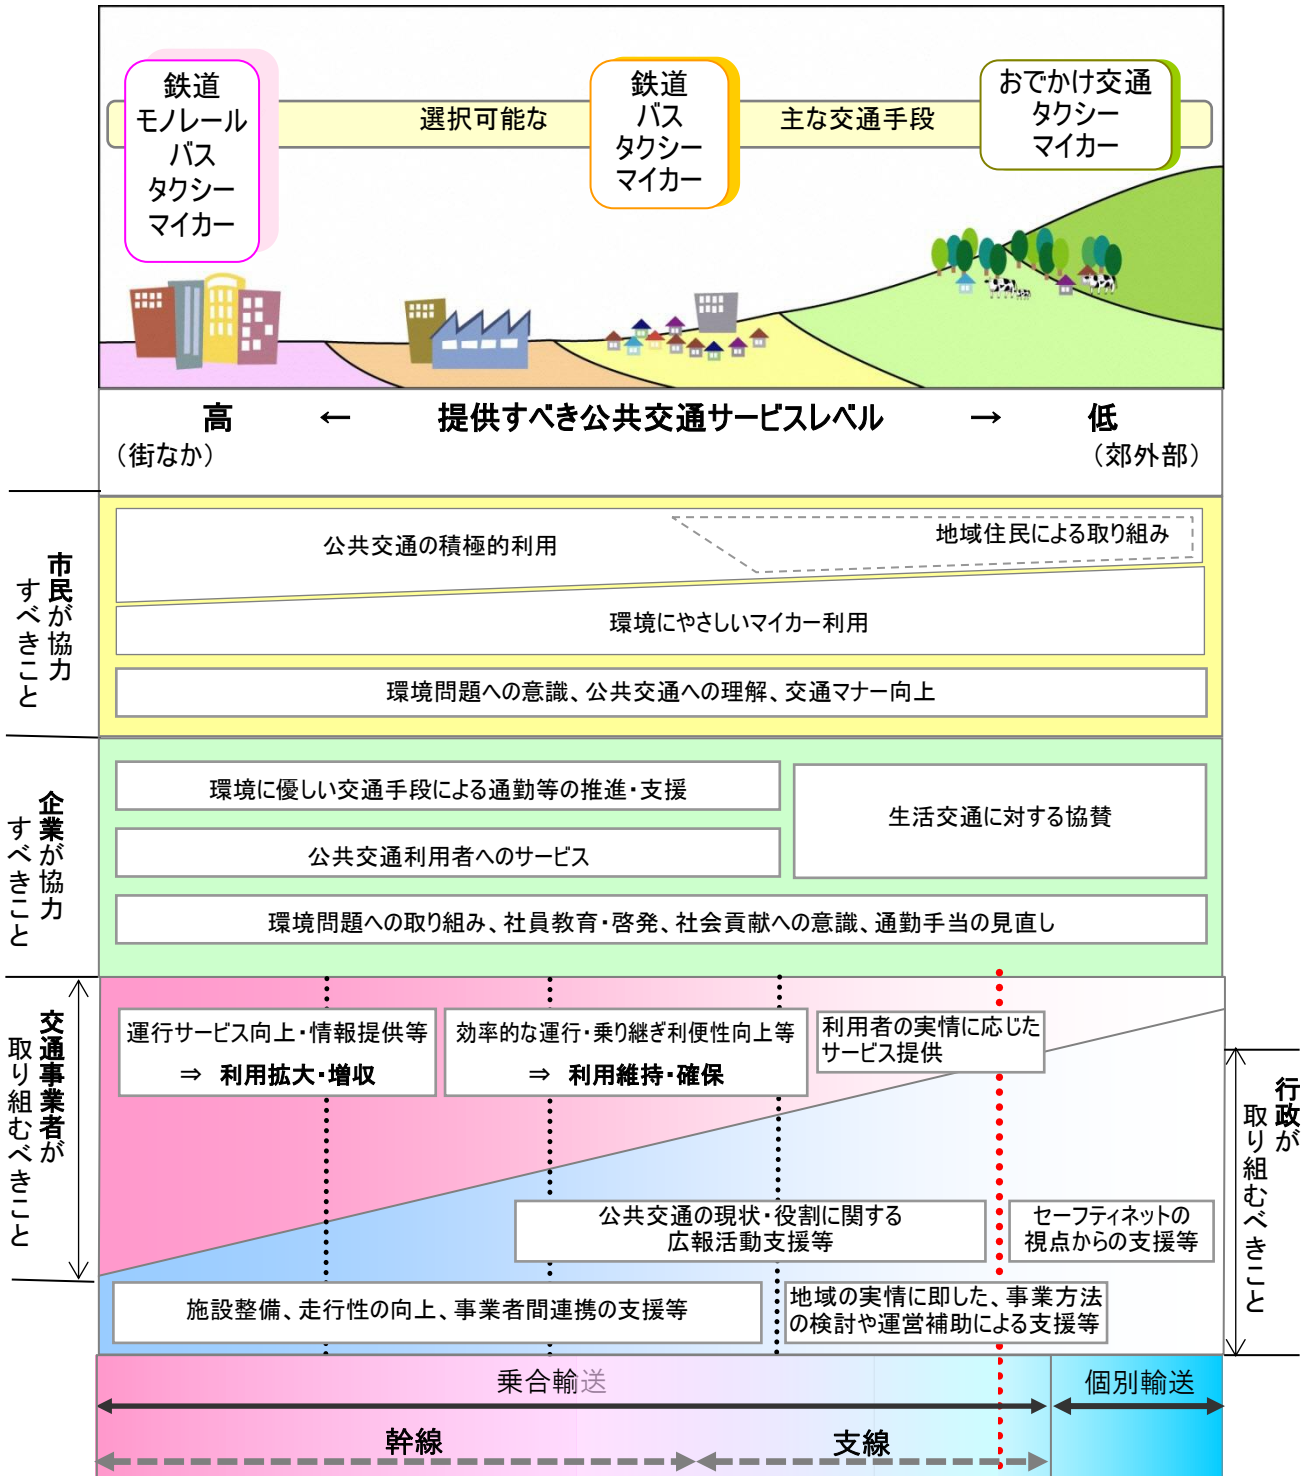 鉄道
モノレール
バス
タクシー
マイカー
選択可能な
鉄道
バス
タクシー
マイカー
主な交通手段
おでかけ交通
タクシー
マイカー
高 ← 提供すべき公共交通サービスレベル → 低
（街なか）
（郊外部）
市民が協力
すべきこと
公共交通の積極的利用
地域住民による取り組み
環境にやさしいマイカー利用
環境問題への意識、公共交通への理解、交通マナー向上
企業が協力
すべきこと
環境に優しい交通手段による通勤等の推進・支援
公共交通利用者へのサービス
生活交通に対する協賛
環境問題への取り組み、社員教育・啓発、社会貢献への意識、通勤手当の見直し
交通事業者が
取り組むべきこと
運行サービス向上・情報提供等
⇒ 利用拡大・増収
効率的な運行・乗り継ぎ利便性向上等
⇒ 利用維持・確保
利用者の実情に応じた
サービス提供
行政が
取り組むべきこと
公共交通の現状・役割に関する
広報活動支援等
セーフティネットの
視点からの支援等
施設整備、走行性の向上、事業者間連携の支援等
地域の実情に即した、事業方法
の検討や運営補助による支援等
乗合輸送
個別輸送
幹線
支線